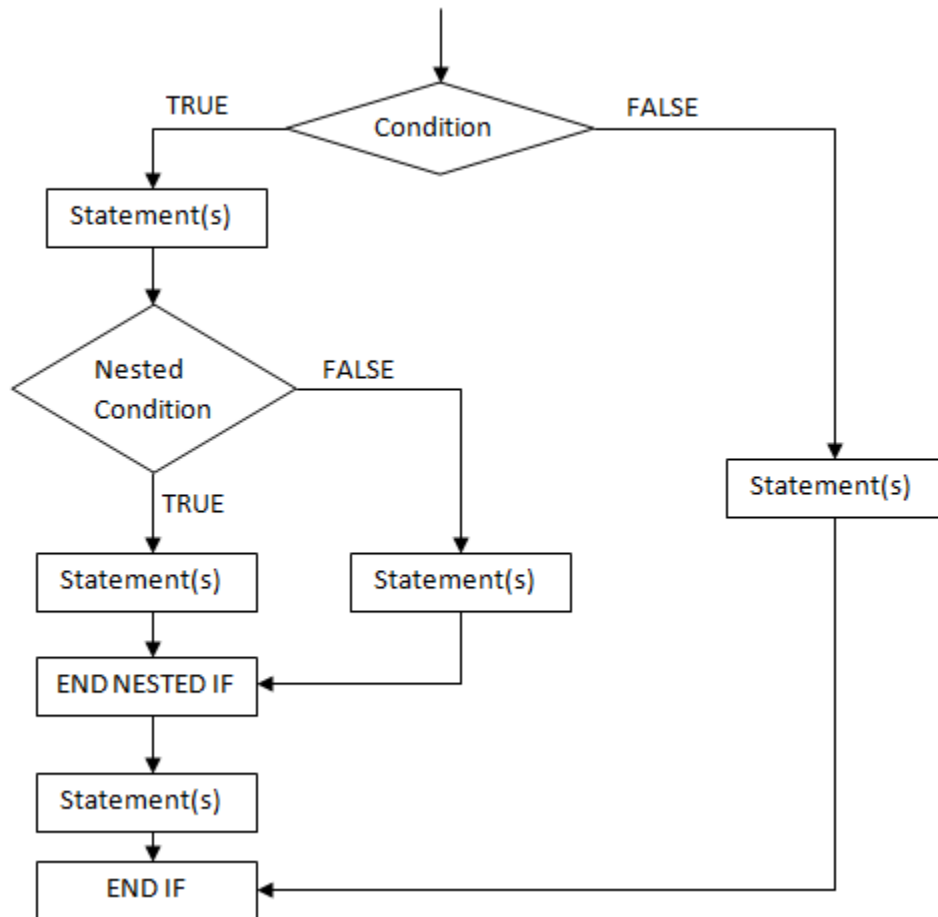 TRUE
FALSE
Condition
Statement(s)
Nested
Condition
FALSE
TRUE
Statement(s)
Statement(s)
Statement(s)
END NESTED IF
Statement(s)
END IF